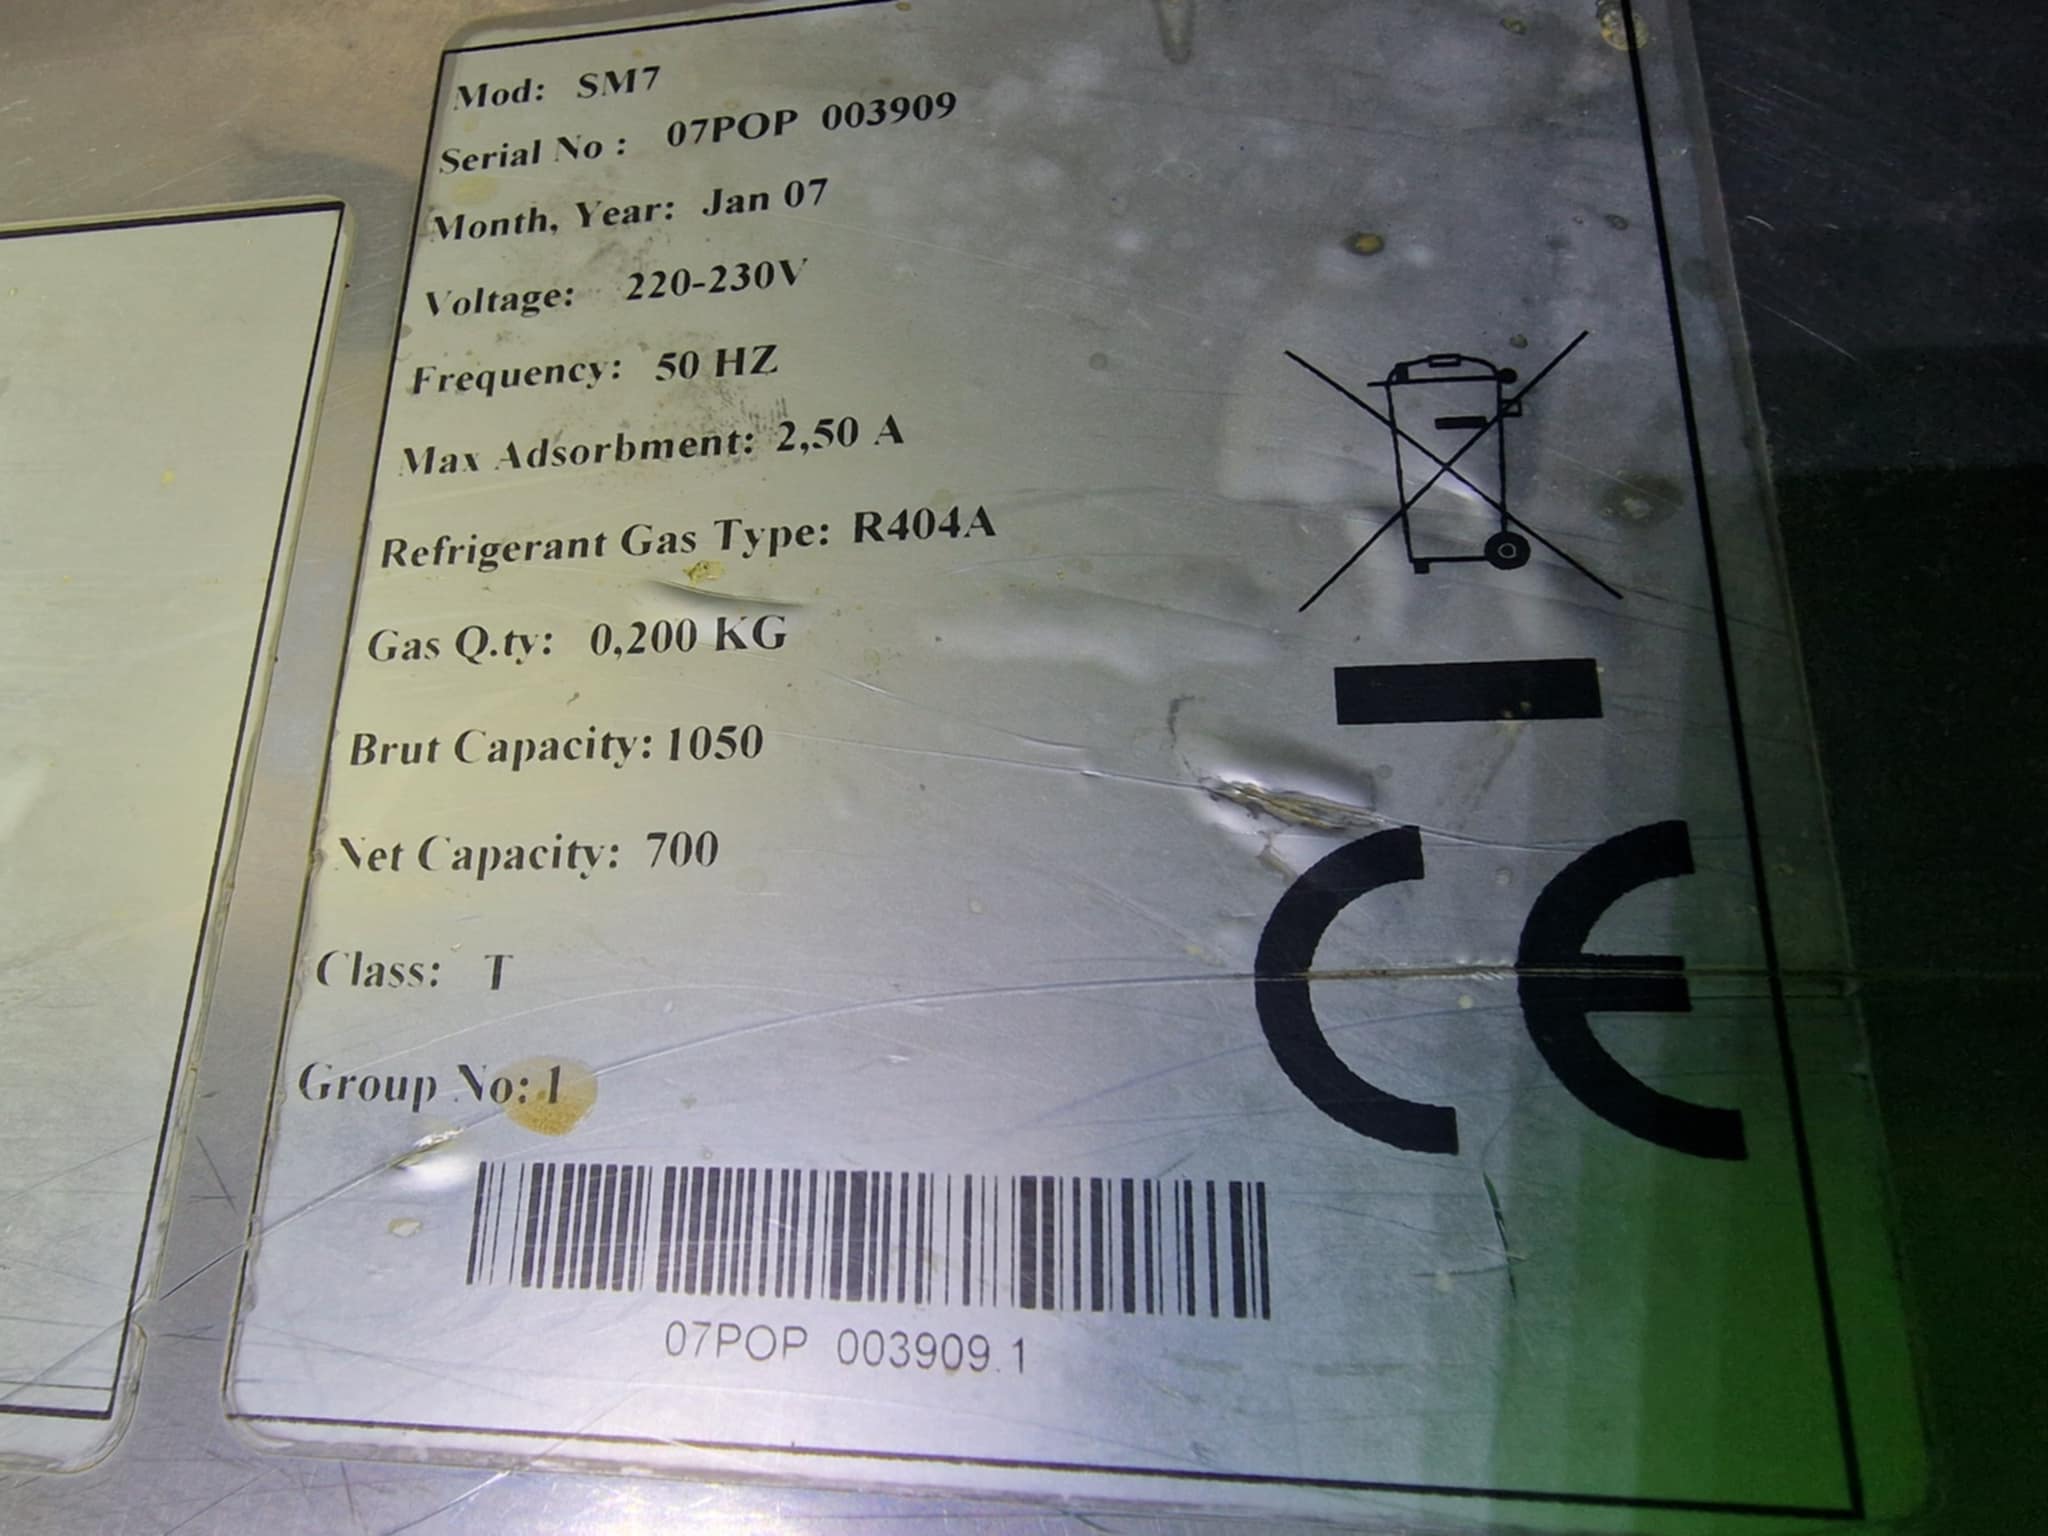 Mod: SM7
Serial No : 07POP 003909
Month, Year: Jan 07
Voltage: 220-230V
Frequency: 50 HZ
Max Adsorbment: 2,50 A
Refrigerant Gas Type: R404A
Gas Q.ty: 0,200 KG
Brut Capacity: 1050
Net Capacity: 700
Class: T
Group No: 1
CE
07POP 003909.1